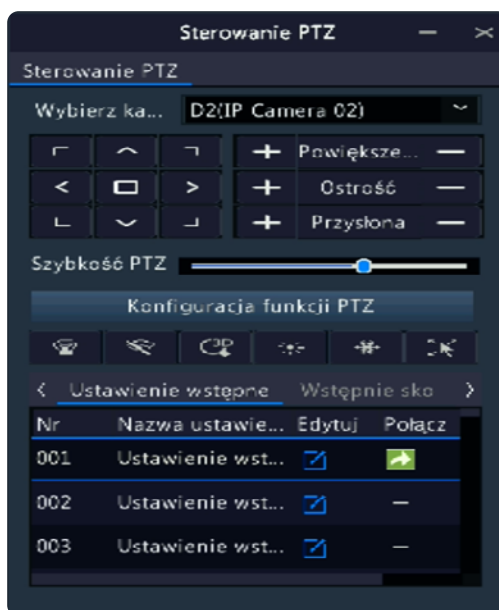 Sterowanie PTZ
Sterowanie PTZ
Wybierz ka... D2(IP Camera 02)
Powiększe...
Ostrość
Przysłona
Szybkość PTZ
Konfiguracja funkcji PTZ
3D
Ustawienie wstępne Wstępnie sko
Nr Nazwa ustawie... Edytuj Połącz
001 Ustawienie wst...
002 Ustawienie wst... —
003 Ustawienie wst... —